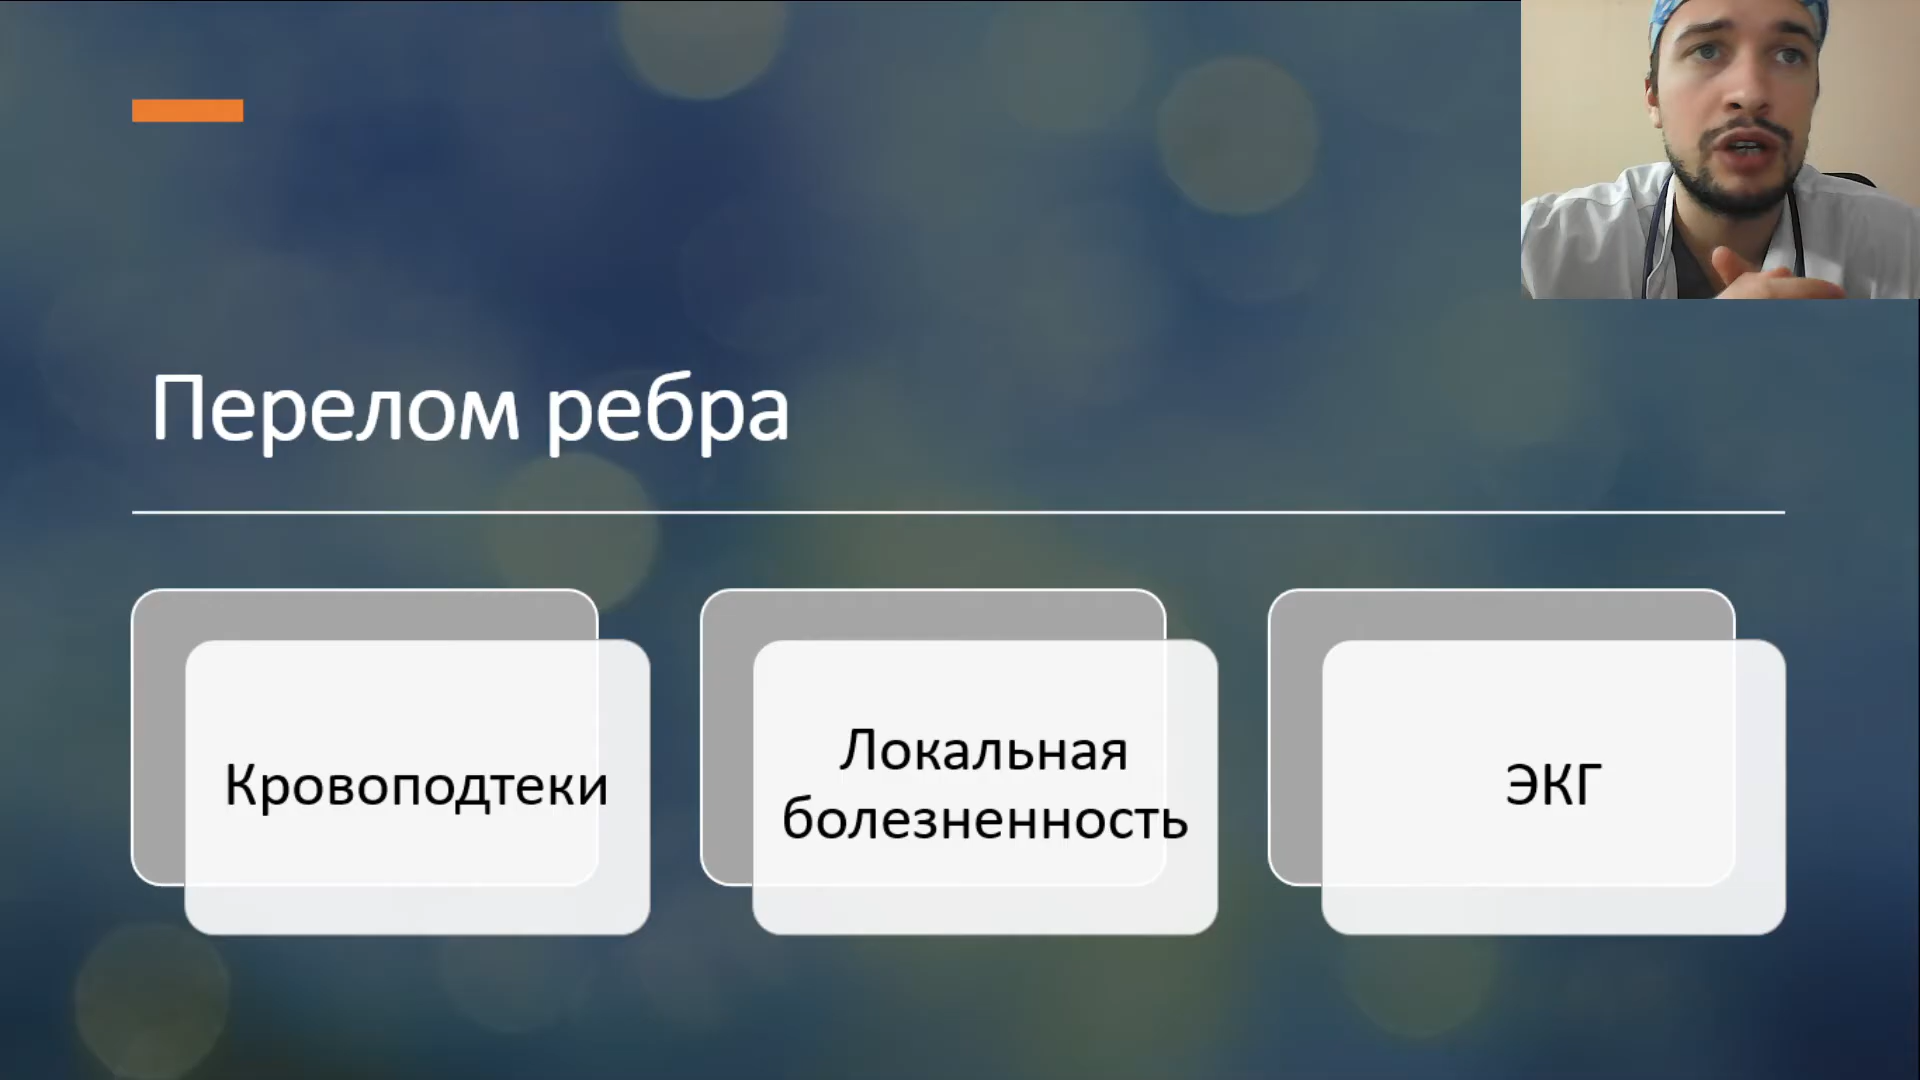 Перелом ребра
Кровоподтеки
Локальная
болезненность
ЭКГ